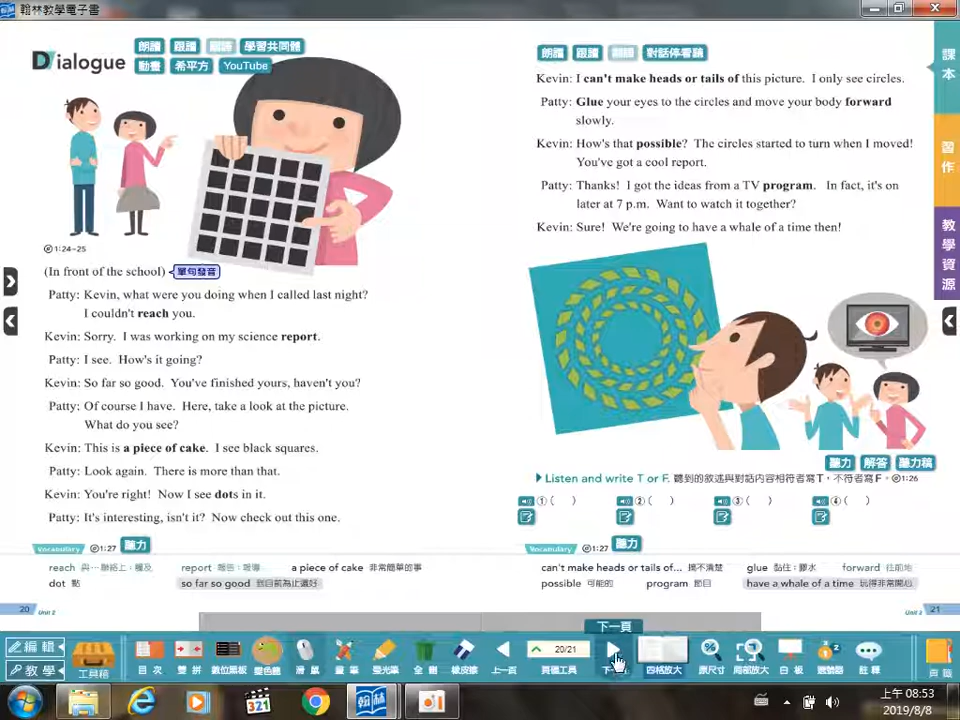 翰林教學電子書
Dialogue
朗讀 跟讀 翻譯 學習共同體
動畫 希平方 YouTube
1:24~25
(In front of the school) 單句發音
Patty: Kevin, what were you doing when I called last night?
I couldn't reach you.
Kevin: Sorry. I was working on my science report.
Patty: I see. How's it going?
Kevin: So far so good. You've finished yours, haven't you?
Patty: Of course I have. Here, take a look at the picture.
What do you see?
Kevin: This is a piece of cake. I see black squares.
Patty: Look again. There is more than that.
Kevin: You're right! Now I see dots in it.
Patty: It's interesting, isn't it? Now check out this one.
Vocabulary 1:27 聽力
reach 與…聯絡上；觸及 report 報告；報導 a piece of cake 非常簡單的事
dot 點 so far so good 到目前為止還好
20 Unit 2
朗讀 跟讀 翻譯 對話停看聽
Kevin: I can't make heads or tails of this picture. I only see circles.
Patty: Glue your eyes to the circles and move your body forward
slowly.
Kevin: How's that possible? The circles started to turn when I moved!
You've got a cool report.
Patty: Thanks! I got the ideas from a TV program. In fact, it's on
later at 7 p.m. Want to watch it together?
Kevin: Sure! We're going to have a whale of a time then!
聽力 解答 聽力稿
Listen and write T or F. 聽到的敘述與對話內容相符者寫 T，不符者寫 F。 1:26
① ( ) ② ( ) ③ ( ) ④ ( )
Vocabulary 1:27 聽力
can't make heads or tails of... 搞不清楚 glue 黏住；膠水 forward 往前地
possible 可能的 program 節目 have a whale of a time 玩得非常開心
Unit 2 21
課本
習作
教學資源
下一頁
編輯
教學
工具箱
目次 雙拼 數位黑板 變色龍 滑鼠 畫筆 螢光筆 全刪 橡皮擦 上一頁 20/21 頁碼工具 四格放大 原尺寸 局部放大 白板 選號器 註釋 頁籤
上午 08:53
2019/8/8